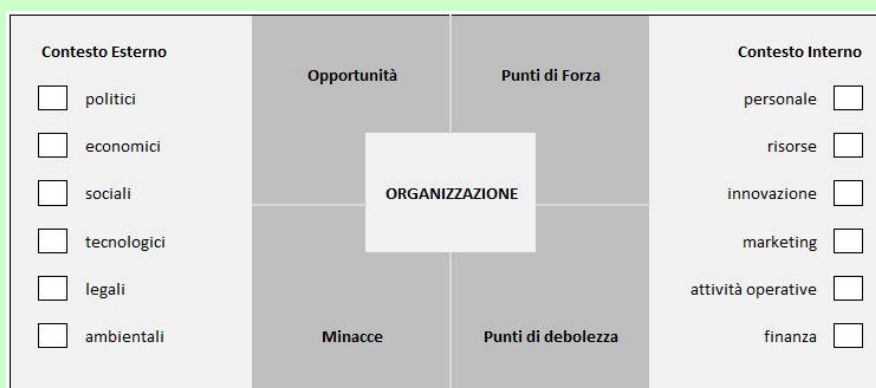 Contesto Esterno
politici
economici
sociali
tecnologici
legali
ambientali
Opportunità
Punti di Forza
ORGANIZZAZIONE
Minacce
Punti di debolezza
Contesto Interno
personale
risorse
innovazione
marketing
attività operative
finanza